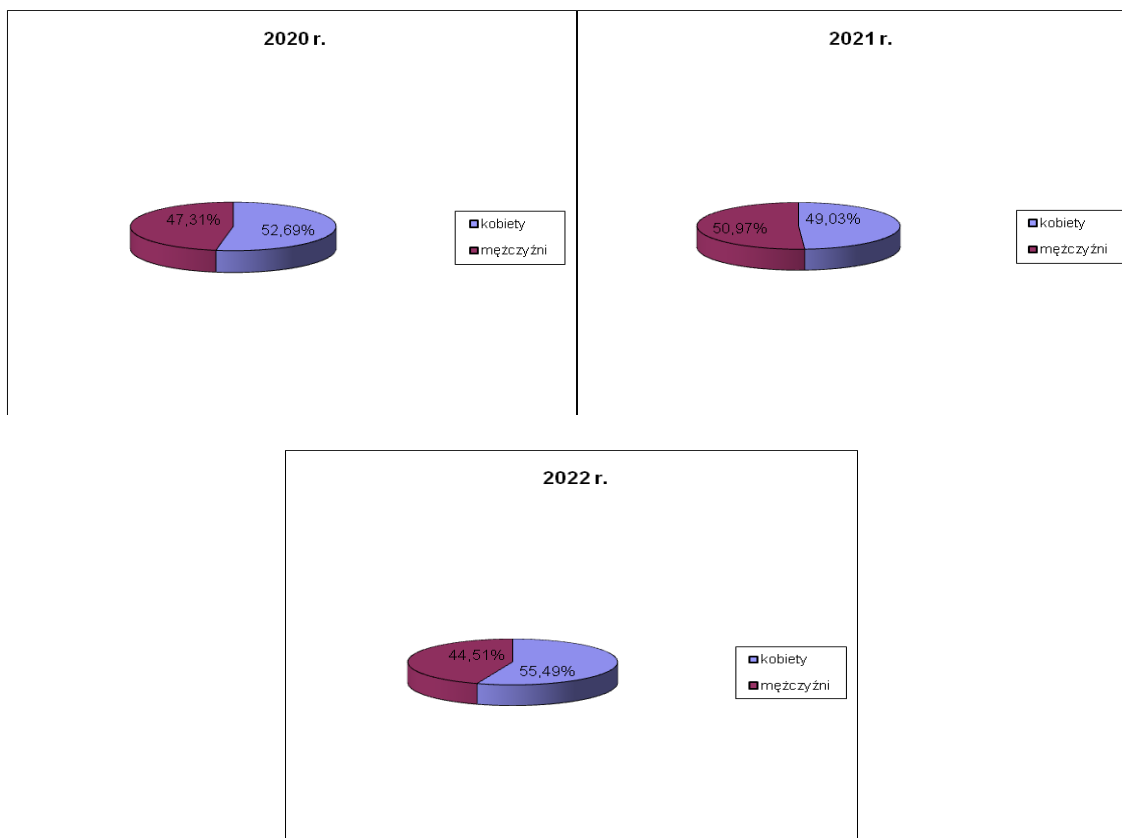 2020 r.
47,31%
52,69%
kobiety
mężczyźni
2021 r.
50,97%
49,03%
kobiety
mężczyźni
2022 r.
44,51%
55,49%
kobiety
mężczyźni